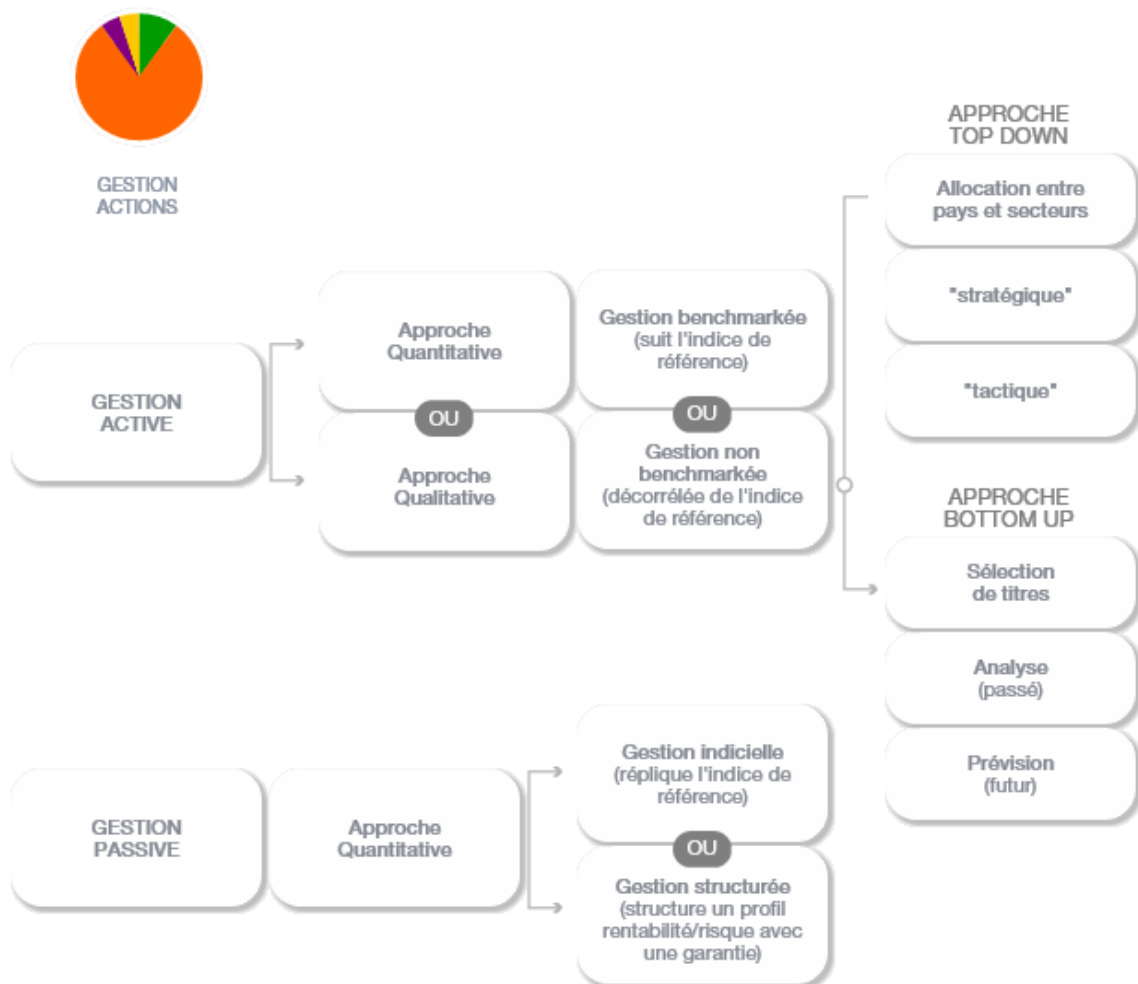 GESTION
ACTIONS
APPROCHE
TOP DOWN
Allocation entre
pays et secteurs
"stratégique"
"tactique"
GESTION
ACTIVE
Approche
Quantitative
OU
Approche
Qualitative
Gestion benchmarkée
(suit l'indice de
référence)
OU
Gestion non
benchmarkée
(décorrélée de l'indice
de référence)
APPROCHE
BOTTOM UP
Sélection
de titres
Analyse
(passé)
Prévision
(futur)
GESTION
PASSIVE
Approche
Quantitative
Gestion indicielle
(réplique l'indice de
référence)
OU
Gestion structurée
(structure un profil
rentabilité/risque avec
une garantie)